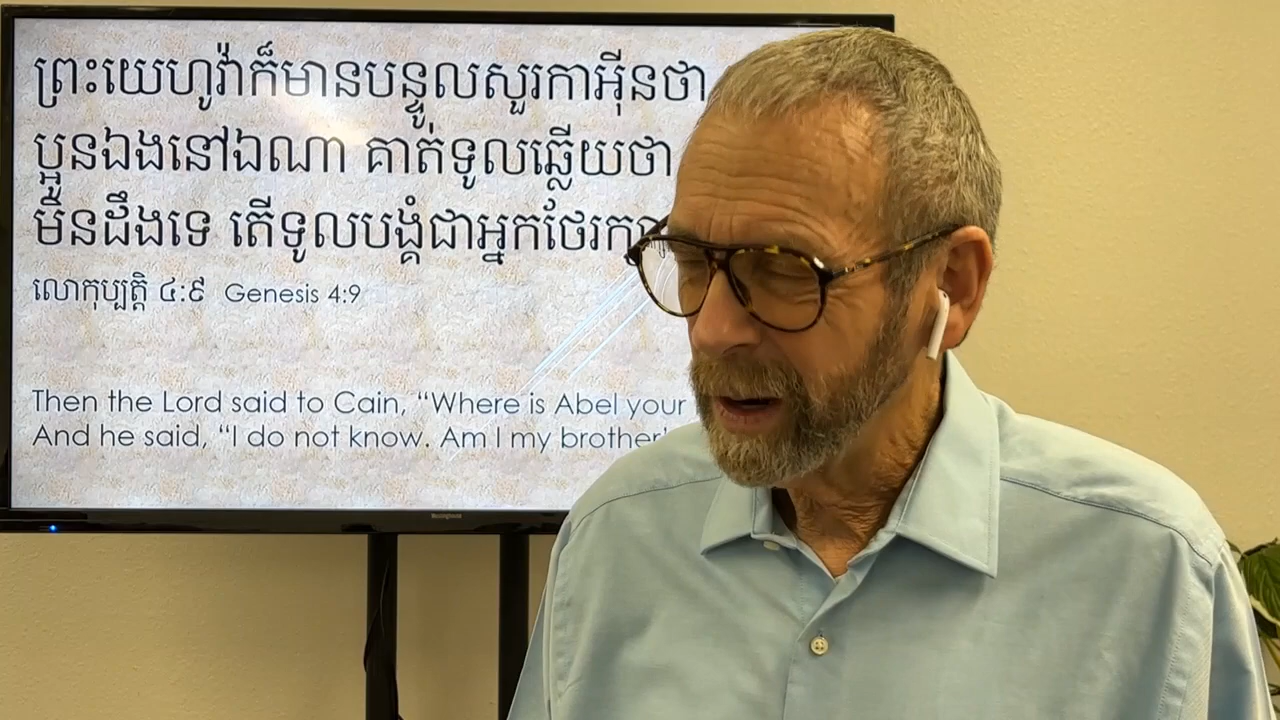 ព្រះយេហូវ៉ាក៏មានបន្ទូលសួរកាអ៊ីនថា
ប្អូនឯងនៅឯណា គាត់ទូលឆ្លើយថា
មិនដឹងទេ តើទូលបង្គំជាអ្នកថែរក្សា
លោកុប្បត្តិ ៤:៩ Genesis 4:9
Then the Lord said to Cain, “Where is Abel your
And he said, “I do not know. Am I my brother’
Westinghouse